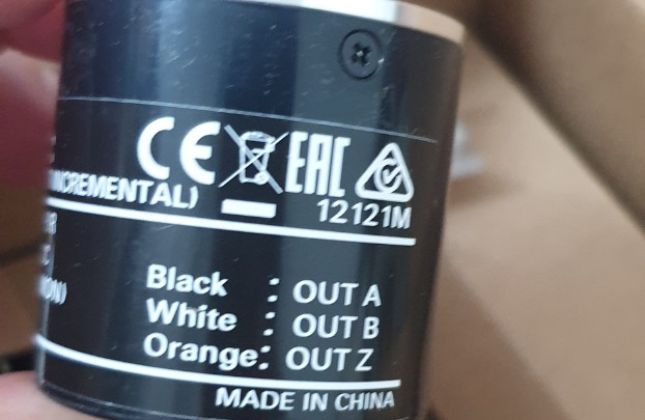 CE EAC
INCREMENTAL)
12121M
Black : OUT A
White : OUT B
Orange: OUT Z
MADE IN CHINA